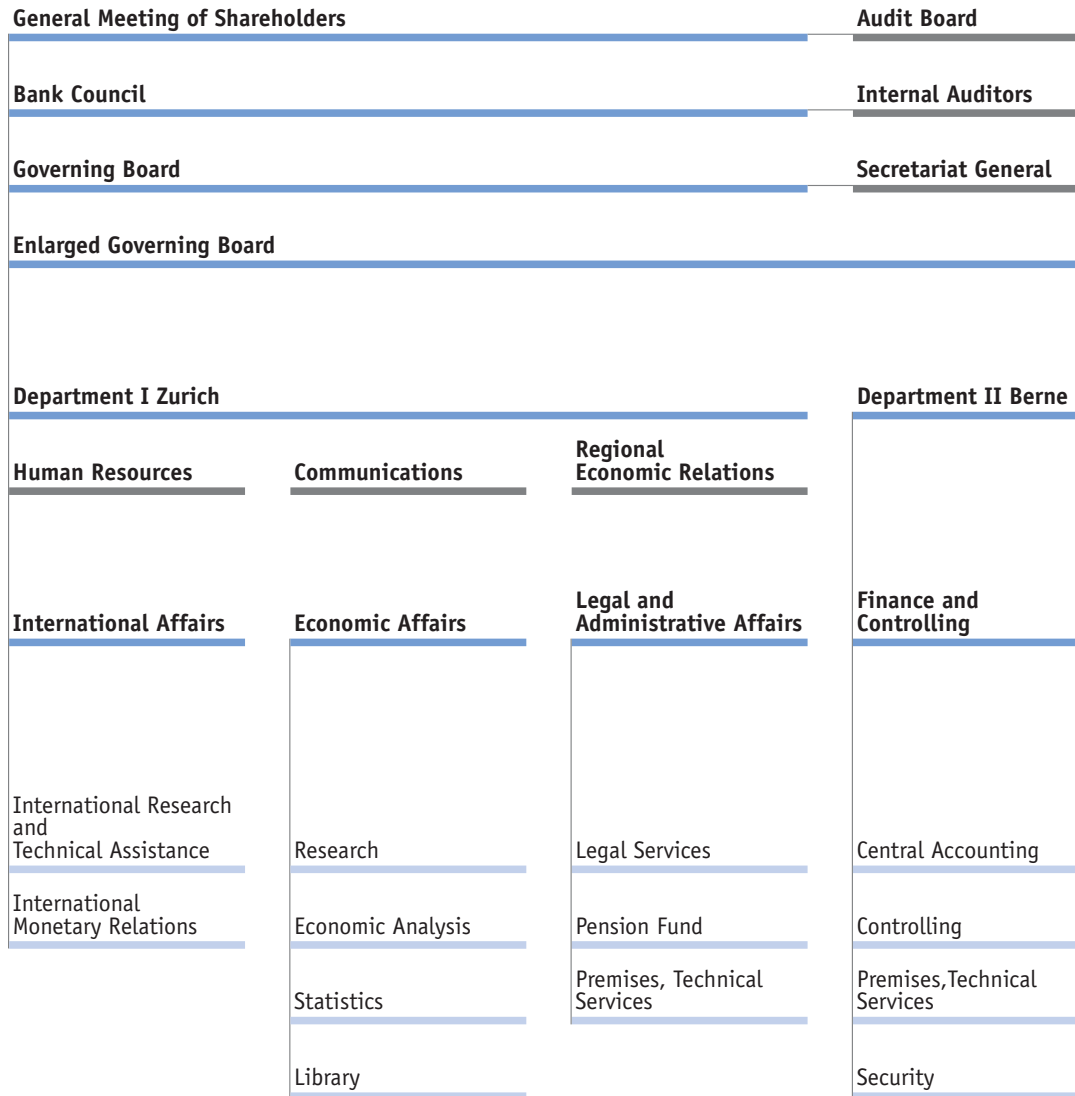 General Meeting of Shareholders
Audit Board
Bank Council
Internal Auditors
Governing Board
Secretariat General
Enlarged Governing Board
Department I Zurich
Department II Berne
Human Resources
Communications
Regional
Economic Relations
International Affairs
Economic Affairs
Legal and
Administrative Affairs
Finance and
Controlling
International Research
and
Technical Assistance
Research
Legal Services
Central Accounting
International
Monetary Relations
Economic Analysis
Pension Fund
Controlling
Statistics
Premises, Technical
Services
Premises,Technical
Services
Library
Security